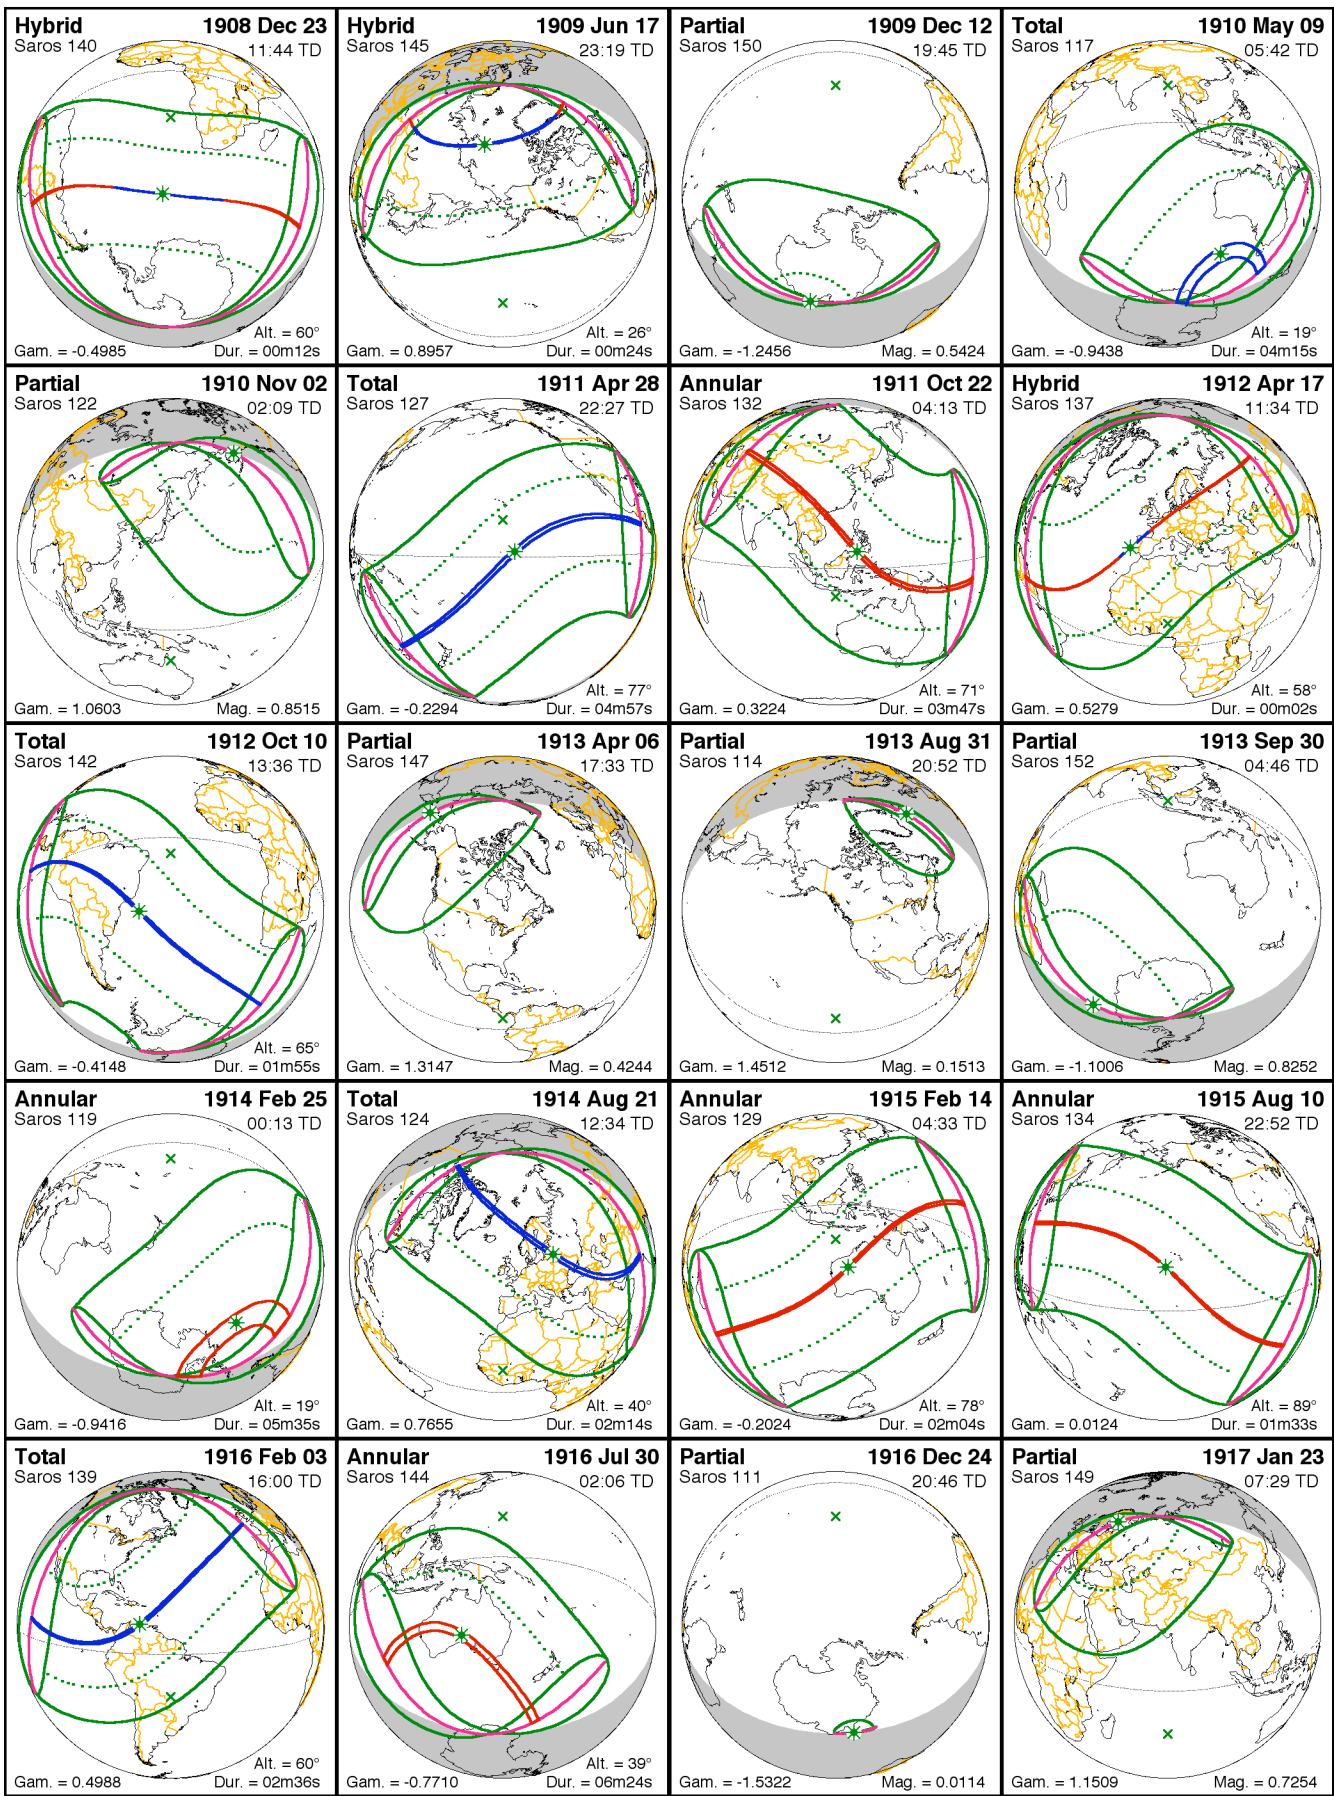 Hybrid 1908 Dec 23
Saros 140 11:44 TD
Alt. = 60°
Gam. = -0.4985 Dur. = 00m12s
Hybrid 1909 Jun 17
Saros 145 23:19 TD
Alt. = 26°
Gam. = 0.8957 Dur. = 00m24s
Partial 1909 Dec 12
Saros 150 19:45 TD
Gam. = -1.2456 Mag. = 0.5424
Total 1910 May 09
Saros 117 05:42 TD
Alt. = 19°
Gam. = -0.9438 Dur. = 04m15s
Partial 1910 Nov 02
Saros 122 02:09 TD
Gam. = 1.0603 Mag. = 0.8515
Total 1911 Apr 28
Saros 127 22:27 TD
Alt. = 77°
Gam. = -0.2294 Dur. = 04m57s
Annular 1911 Oct 22
Saros 132 04:13 TD
Alt. = 71°
Gam. = 0.3224 Dur. = 03m47s
Hybrid 1912 Apr 17
Saros 137 11:34 TD
Alt. = 58°
Gam. = 0.5279 Dur. = 00m02s
Total 1912 Oct 10
Saros 142 13:36 TD
Alt. = 65°
Gam. = -0.4148 Dur. = 01m55s
Partial 1913 Apr 06
Saros 147 17:33 TD
Gam. = 1.3147 Mag. = 0.4244
Partial 1913 Aug 31
Saros 114 20:52 TD
Gam. = 1.4512 Mag. = 0.1513
Partial 1913 Sep 30
Saros 152 04:46 TD
Gam. = -1.1006 Mag. = 0.8252
Annular 1914 Feb 25
Saros 119 00:13 TD
Alt. = 19°
Gam. = -0.9416 Dur. = 05m35s
Total 1914 Aug 21
Saros 124 12:34 TD
Alt. = 40°
Gam. = 0.7655 Dur. = 02m14s
Annular 1915 Feb 14
Saros 129 04:33 TD
Alt. = 78°
Gam. = -0.2024 Dur. = 02m04s
Annular 1915 Aug 10
Saros 134 22:52 TD
Alt. = 89°
Gam. = 0.0124 Dur. = 01m33s
Total 1916 Feb 03
Saros 139 16:00 TD
Alt. = 60°
Gam. = 0.4988 Dur. = 02m36s
Annular 1916 Jul 30
Saros 144 02:06 TD
Alt. = 39°
Gam. = -0.7710 Dur. = 06m24s
Partial 1916 Dec 24
Saros 111 20:46 TD
Gam. = -1.5322 Mag. = 0.0114
Partial 1917 Jan 23
Saros 149 07:29 TD
Gam. = 1.1509 Mag. = 0.7254